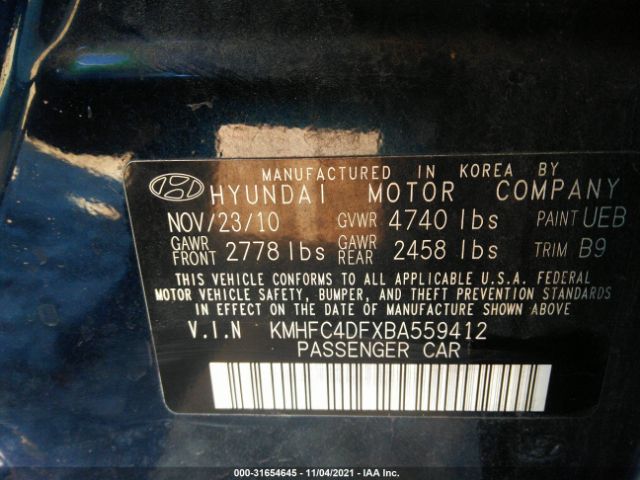 MANUFACTURED IN KOREA BY
HYUNDAI MOTOR COMPANY
NOV/23/10 GVWR 4740 lbs PAINT UEB
GAWR FRONT 2778 lbs GAWR REAR 2458 lbs TRIM B9
THIS VEHICLE CONFORMS TO ALL APPLICABLE U.S.A. FEDERAL
MOTOR VEHICLE SAFETY, BUMPER, AND THEFT PREVENTION STANDARDS
IN EFFECT ON THE DATE OF MANUFACTURE SHOWN ABOVE
V.I.N KMHFC4DFXBA559412
PASSENGER CAR
000-31654645 - 11/04/2021 - IAA Inc.